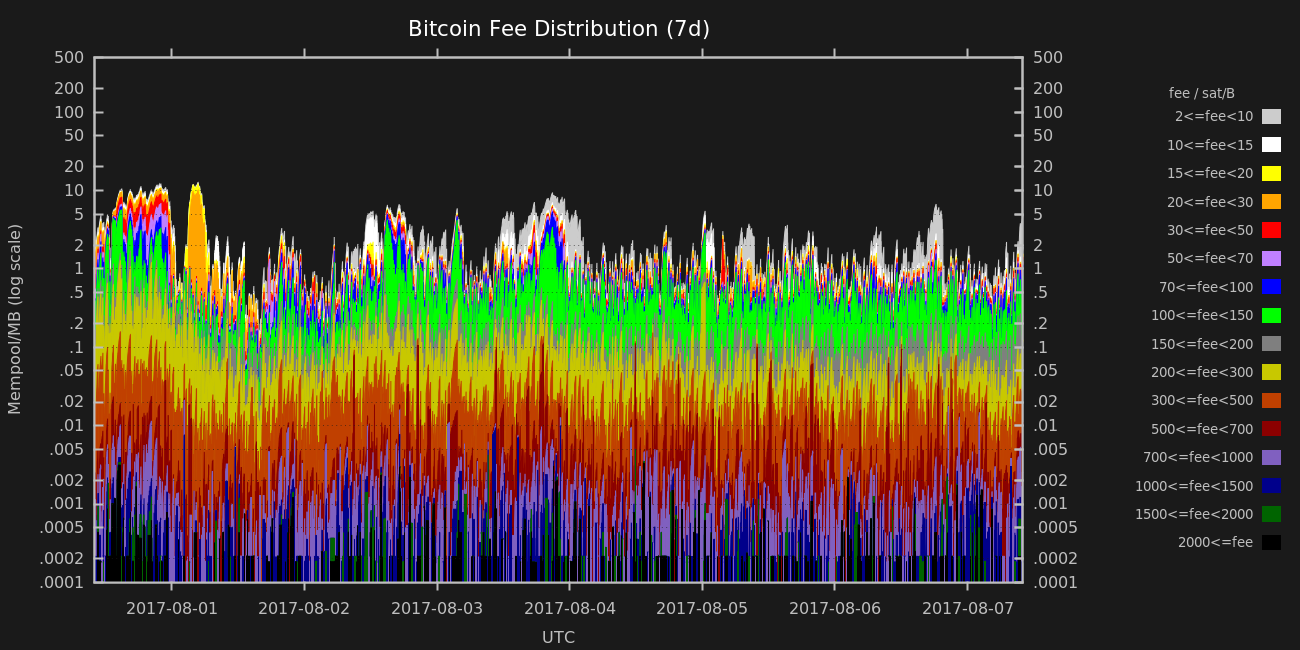 Bitcoin Fee Distribution (7d)
Mempool/MB (log scale)
500
200
100
50
20
10
5
2
1
.5
.2
.1
.05
.02
.01
.005
.002
.001
.0005
.0002
.0001
500
200
100
50
20
10
5
2
1
.5
.2
.1
.05
.02
.01
.005
.002
.001
.0005
.0002
.0001
2017-08-01 2017-08-02 2017-08-03 2017-08-04 2017-08-05 2017-08-06 2017-08-07
UTC
fee / sat/B
2<=fee<10
10<=fee<15
15<=fee<20
20<=fee<30
30<=fee<50
50<=fee<70
70<=fee<100
100<=fee<150
150<=fee<200
200<=fee<300
300<=fee<500
500<=fee<700
700<=fee<1000
1000<=fee<1500
1500<=fee<2000
2000<=fee